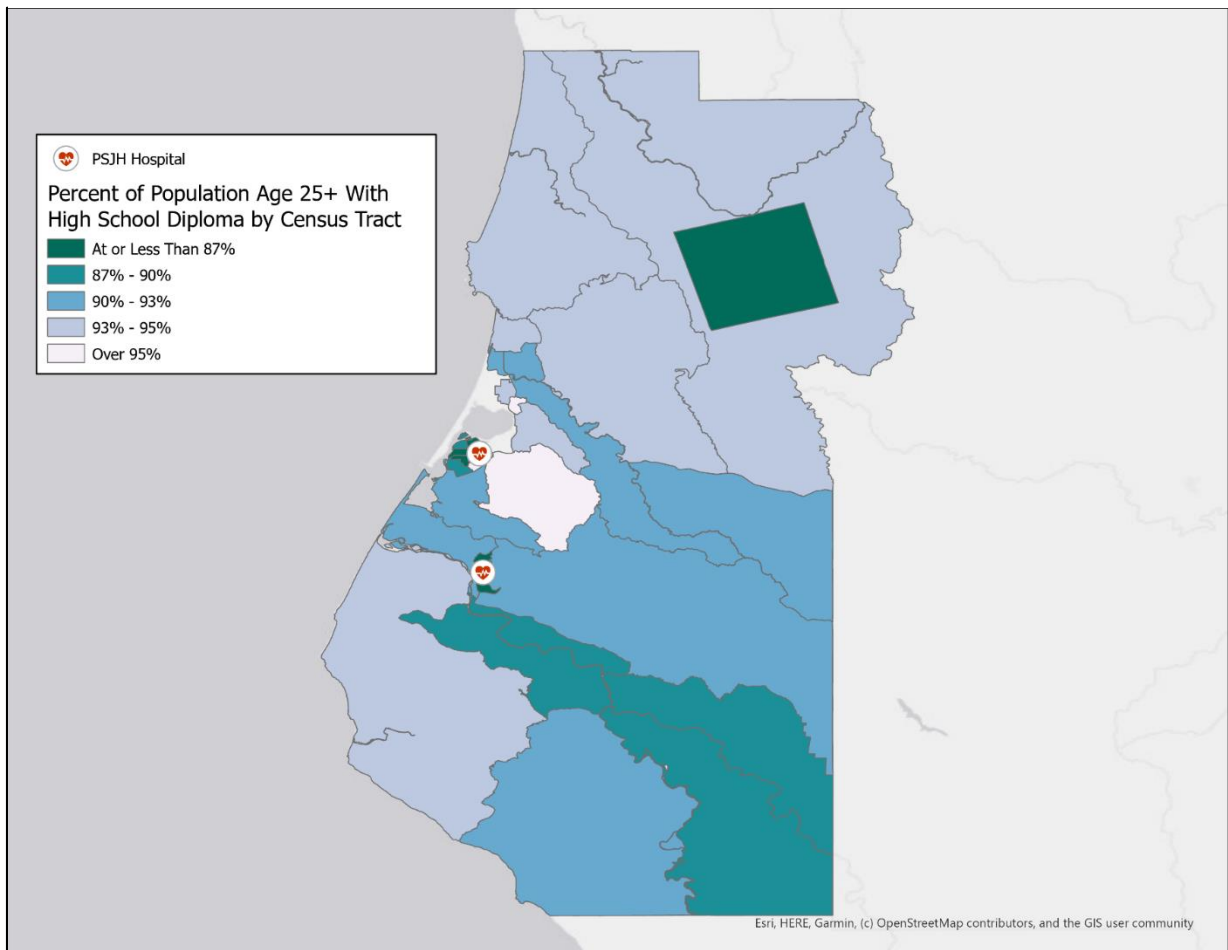 PSJH Hospital
Percent of Population Age 25+ With
High School Diploma by Census Tract
At or Less Than 87%
87% - 90%
90% - 93%
93% - 95%
Over 95%
Esri, HERE, Garmin, (c) OpenStreetMap contributors, and the GIS user community